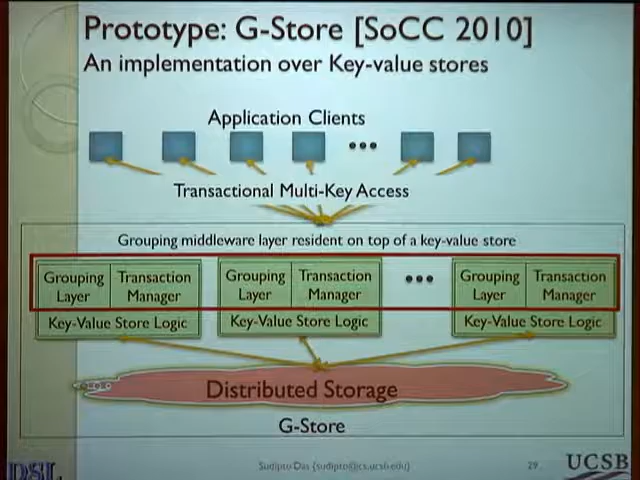 Prototype: G-Store [SoCC 2010]
An implementation over Key-value stores
Application Clients
Transactional Multi-Key Access
Grouping middleware layer resident on top of a key-value store
Grouping Layer
Transaction Manager
Key-Value Store Logic
Grouping Layer
Transaction Manager
Key-Value Store Logic
Grouping Layer
Transaction Manager
Key-Value Store Logic
Distributed Storage
G-Store
DSL
Sudipto Das {sudipto@cs.ucsb.edu}
29
UCSB